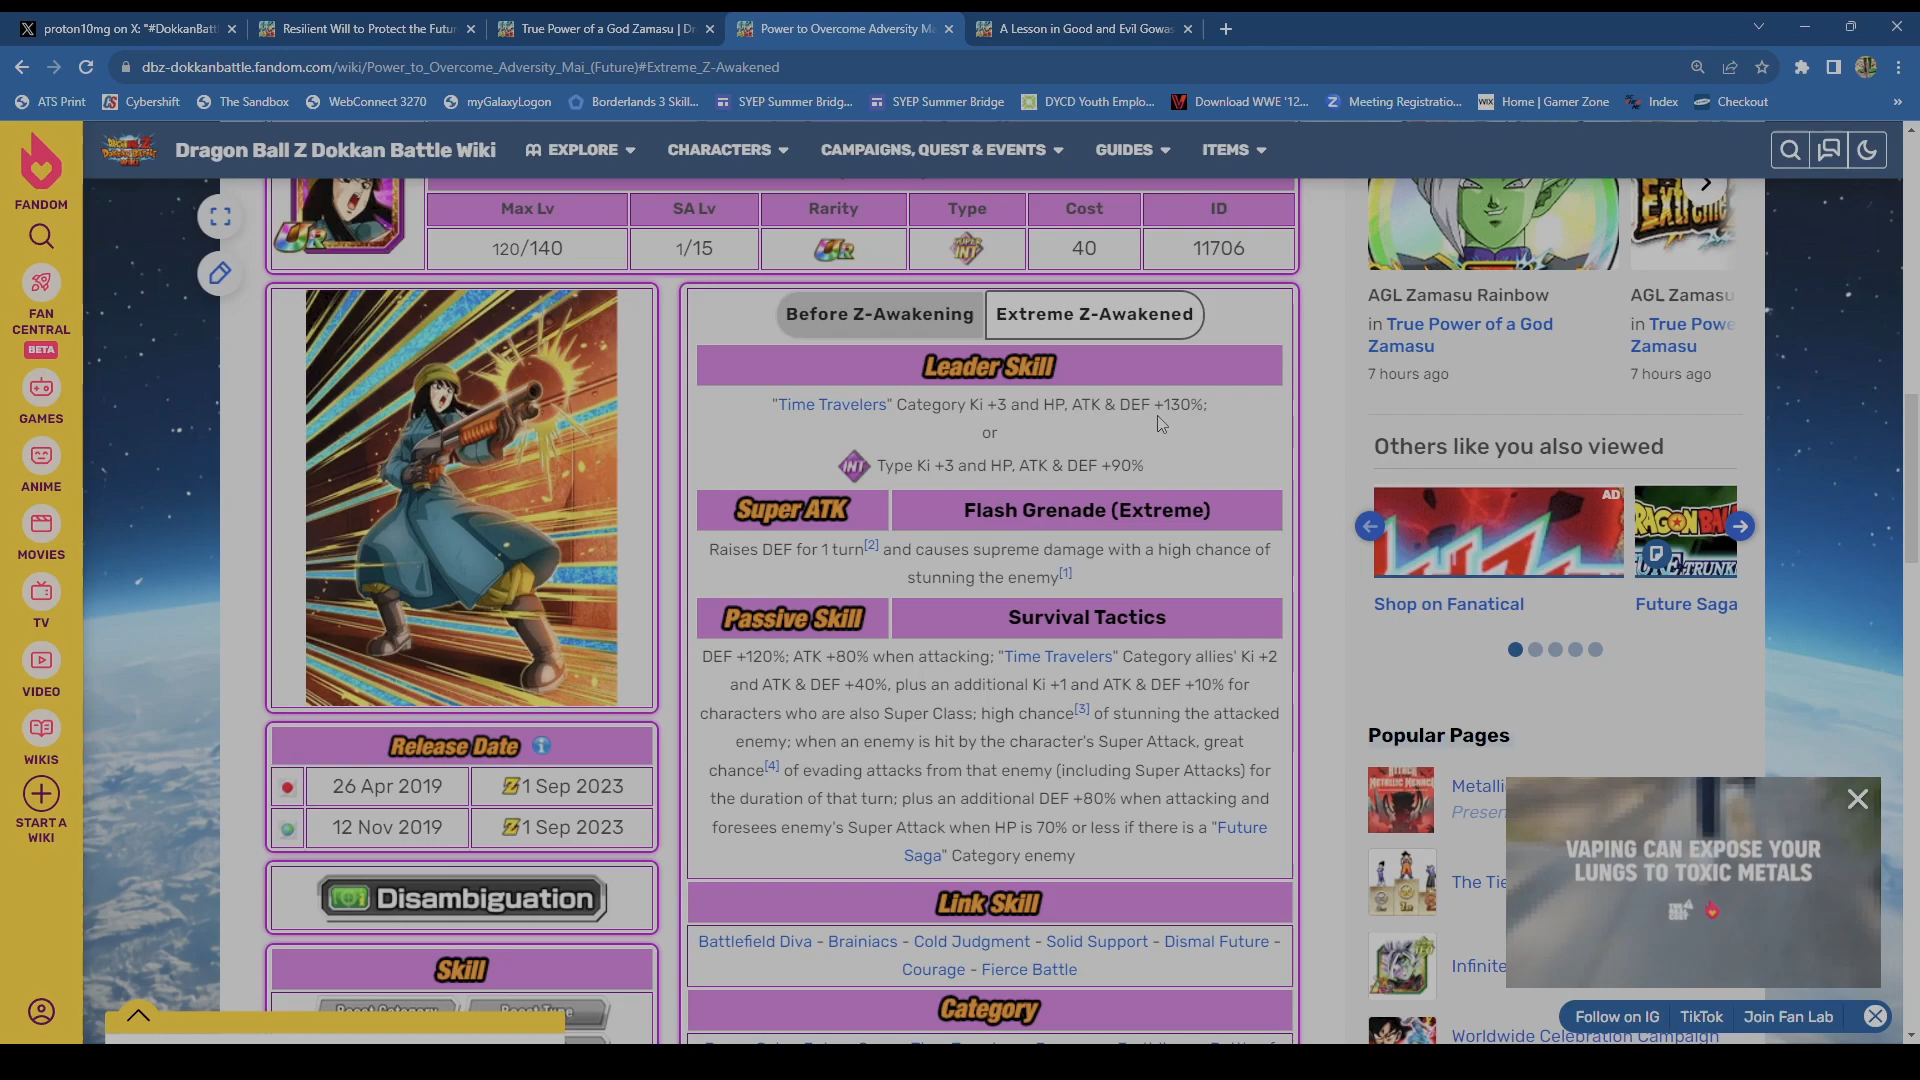 proton10mg on X: "#DokkanBatt
Resilient Will to Protect the Futur
True Power of a God Zamasu | Dr
Power to Overcome Adversity Ma
A Lesson in Good and Evil Gowas
dbz-dokkanbattle.fandom.com/wiki/Power_to_Overcome_Adversity_Mai_(Future)#Extreme_Z-Awakened
ATS Print
Cybershift
The Sandbox
WebConnect 3270
myGalaxyLogon
Borderlands 3 Skill...
SYEP Summer Bridg...
SYEP Summer Bridge
DYCD Youth Emplo...
Download WWE '12...
Meeting Registratio...
Home | Gamer Zone
Index
Checkout
»
Dragon Ball Z Dokkan Battle Wiki
EXPLORE
CHARACTERS
CAMPAIGNS, QUEST & EVENTS
GUIDES
ITEMS
FANDOM
FAN
CENTRAL
BETA
GAMES
ANIME
MOVIES
TV
VIDEO
WIKIS
START A
WIKI
UR
Max Lv
SA Lv
Rarity
Type
Cost
ID
120/140
1/15
UR
SUPER INT
40
11706
Before Z-Awakening
Extreme Z-Awakened
Leader Skill
"Time Travelers" Category Ki +3 and HP, ATK & DEF +130%;
or
INT Type Ki +3 and HP, ATK & DEF +90%
Super ATK
Flash Grenade (Extreme)
Raises DEF for 1 turn[2] and causes supreme damage with a high chance of
stunning the enemy[1]
Passive Skill
Survival Tactics
DEF +120%; ATK +80% when attacking; "Time Travelers" Category allies' Ki +2
and ATK & DEF +40%, plus an additional Ki +1 and ATK & DEF +10% for
characters who are also Super Class; high chance[3] of stunning the attacked
enemy; when an enemy is hit by the character's Super Attack, great
chance[4] of evading attacks from that enemy (including Super Attacks) for
the duration of that turn; plus an additional DEF +80% when attacking and
foresees enemy's Super Attack when HP is 70% or less if there is a "Future
Saga" Category enemy
Link Skill
Battlefield Diva - Brainiacs - Cold Judgment - Solid Support - Dismal Future -
Courage - Fierce Battle
Category
Release Date
26 Apr 2019
Z 1 Sep 2023
12 Nov 2019
Z 1 Sep 2023
Disambiguation
Skill
Boost Category
Boost Type
Extreme
AGL Zamasu Rainbow
in True Power of a God
Zamasu
7 hours ago
AGL Zamasu
in True Powe
Zamasu
7 hours ago
Others like you also viewed
AD
Shop on Fanatical
Future Saga
Popular Pages
Metalli
Presen
The Tie
Infinite
Worldwide Celebration Campaign
VAPING CAN EXPOSE YOUR
LUNGS TO TOXIC METALS
Follow on IG
TikTok
Join Fan Lab